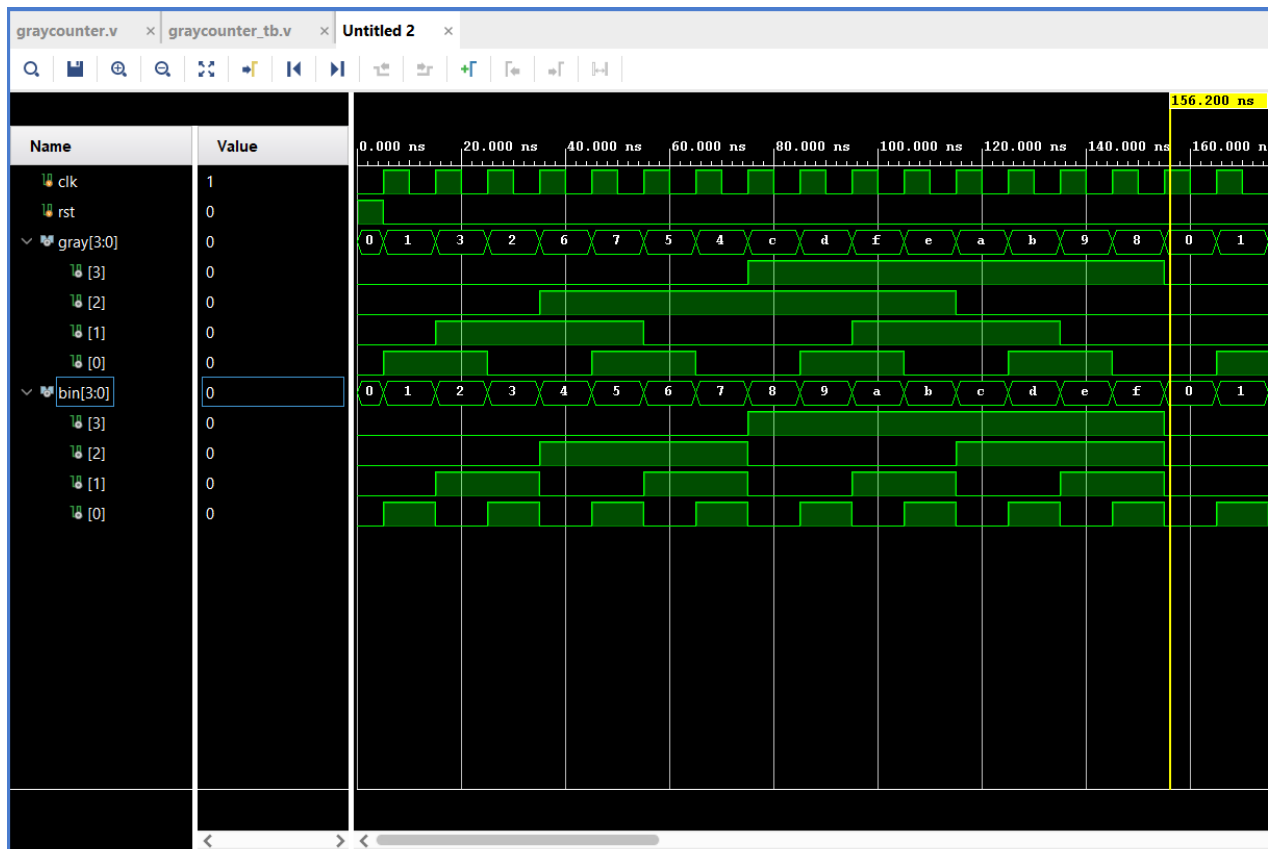 graycounter.v × graycounter_tb.v × Untitled 2 ×
156.200 ns
Name Value 0.000 ns 20.000 ns 40.000 ns 60.000 ns 80.000 ns 100.000 ns 120.000 ns 140.000 ns 160.000 n
clk 1
rst 0
gray[3:0] 0 0 1 3 2 6 7 5 4 c d f e a b 9 8 0 1
[3] 0
[2] 0
[1] 0
[0] 0
bin[3:0] 0 0 1 2 3 4 5 6 7 8 9 a b c d e f 0 1
[3] 0
[2] 0
[1] 0
[0] 0